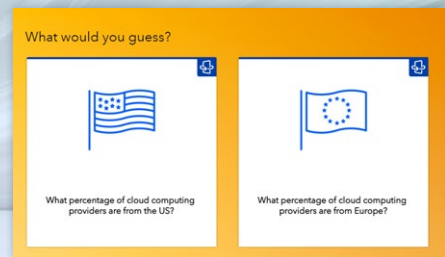 What would you guess?
What percentage of cloud computing
providers are from the US?
What percentage of cloud computing
providers are from Europe?